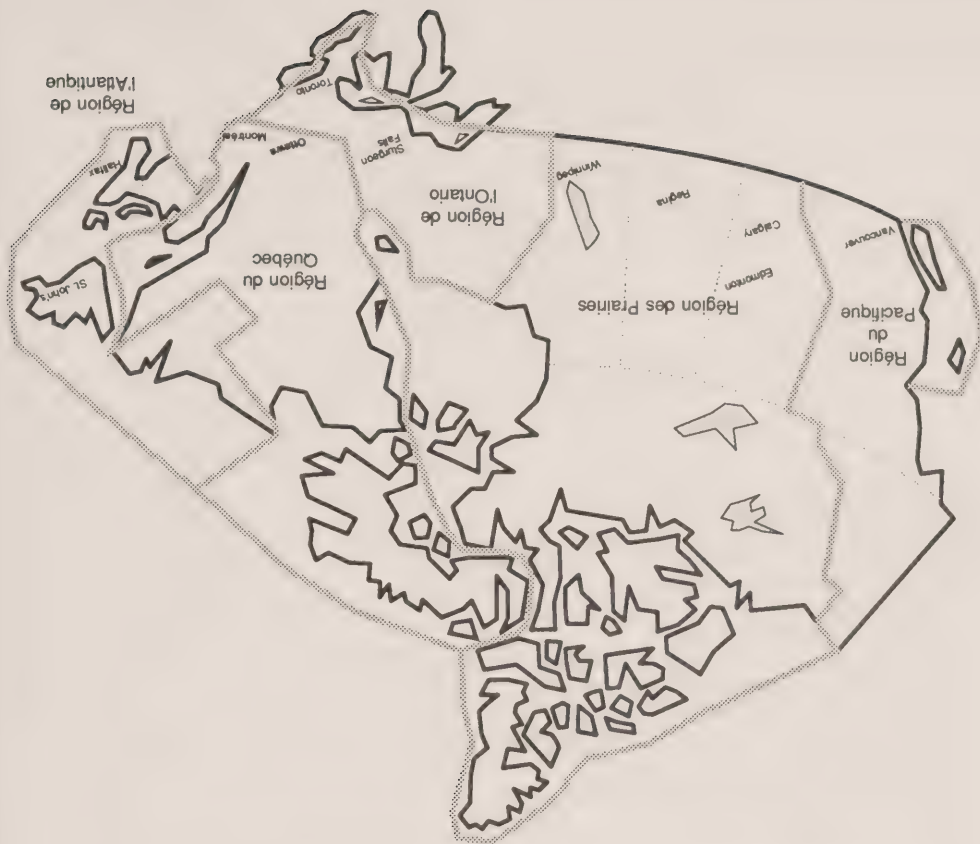 Région
du
Pacifique
Vancouver
Région des Prairies
Edmonton
Calgary
Regina
Winnipeg
Région de
l'Ontario
Sturgeon
Falls
Toronto
Région du
Québec
Ottawa
Montréal
St. John's
Halifax
Région de
l'Atlantique